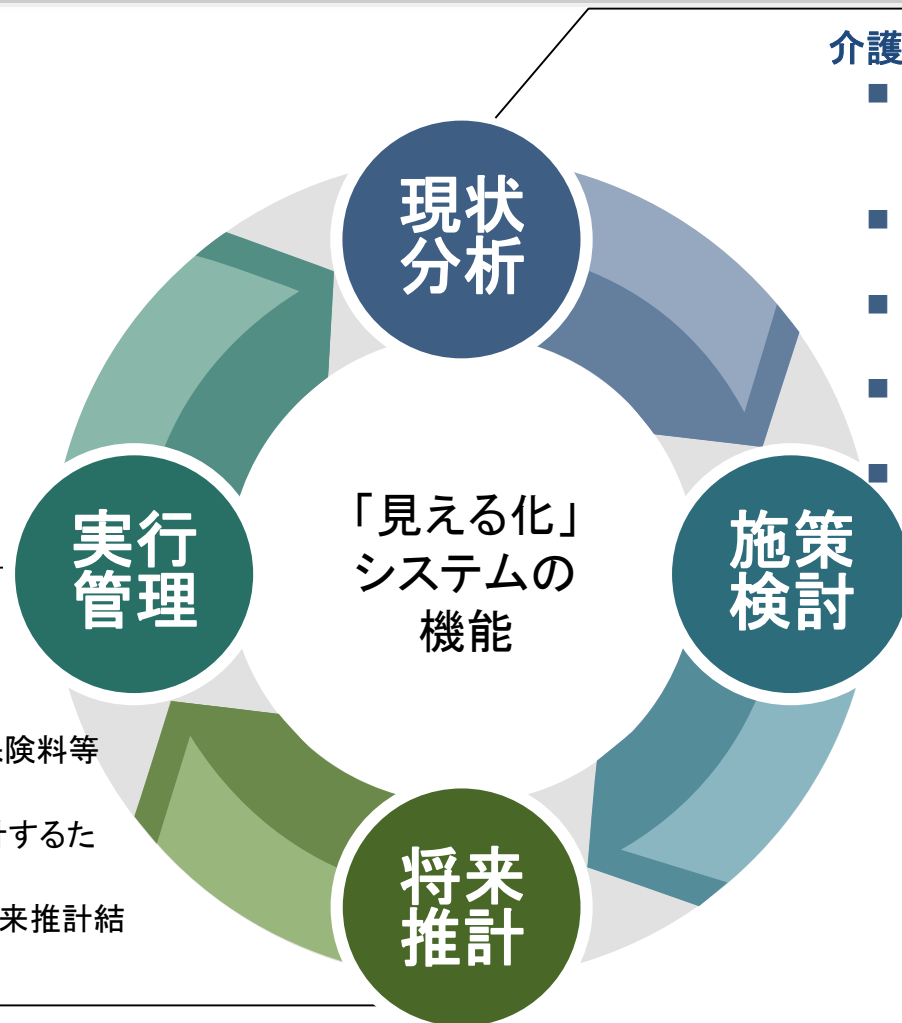 介護
現状
分析
「見える化」
システムの
機能
実行
管理
施策
検討
険料等
するた
来推計結
将来
推計